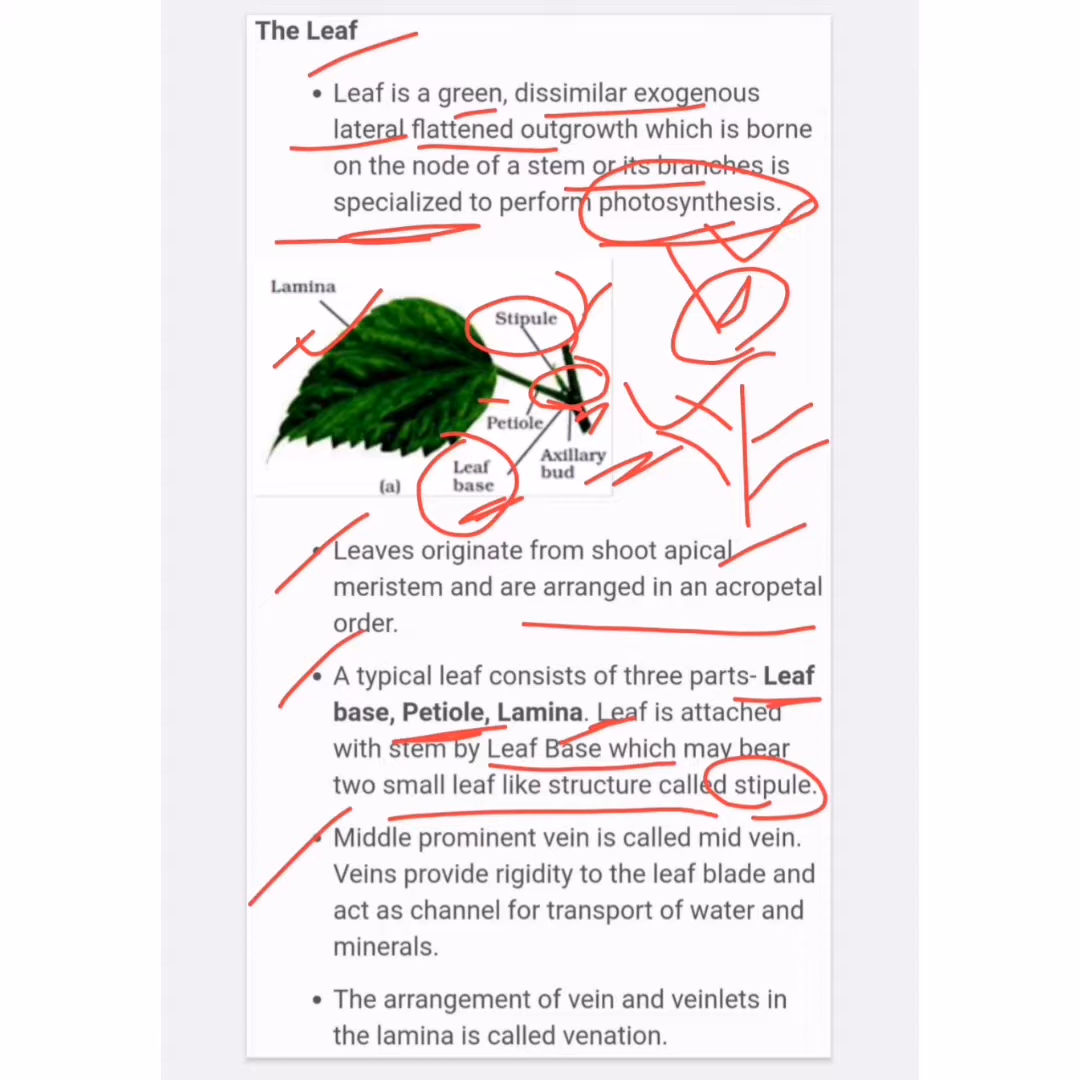 The Leaf
• Leaf is a green, dissimilar exogenous
lateral flattened outgrowth which is borne
on the node of a stem or its branches is
specialized to perform photosynthesis.
Lamina
Stipule
Petiole
Axillary
bud
Leaf
base
(a)
• Leaves originate from shoot apical
meristem and are arranged in an acropetal
order.
• A typical leaf consists of three parts- Leaf
base, Petiole, Lamina. Leaf is attached
with stem by Leaf Base which may bear
two small leaf like structure called stipule.
• Middle prominent vein is called mid vein.
Veins provide rigidity to the leaf blade and
act as channel for transport of water and
minerals.
• The arrangement of vein and veinlets in
the lamina is called venation.